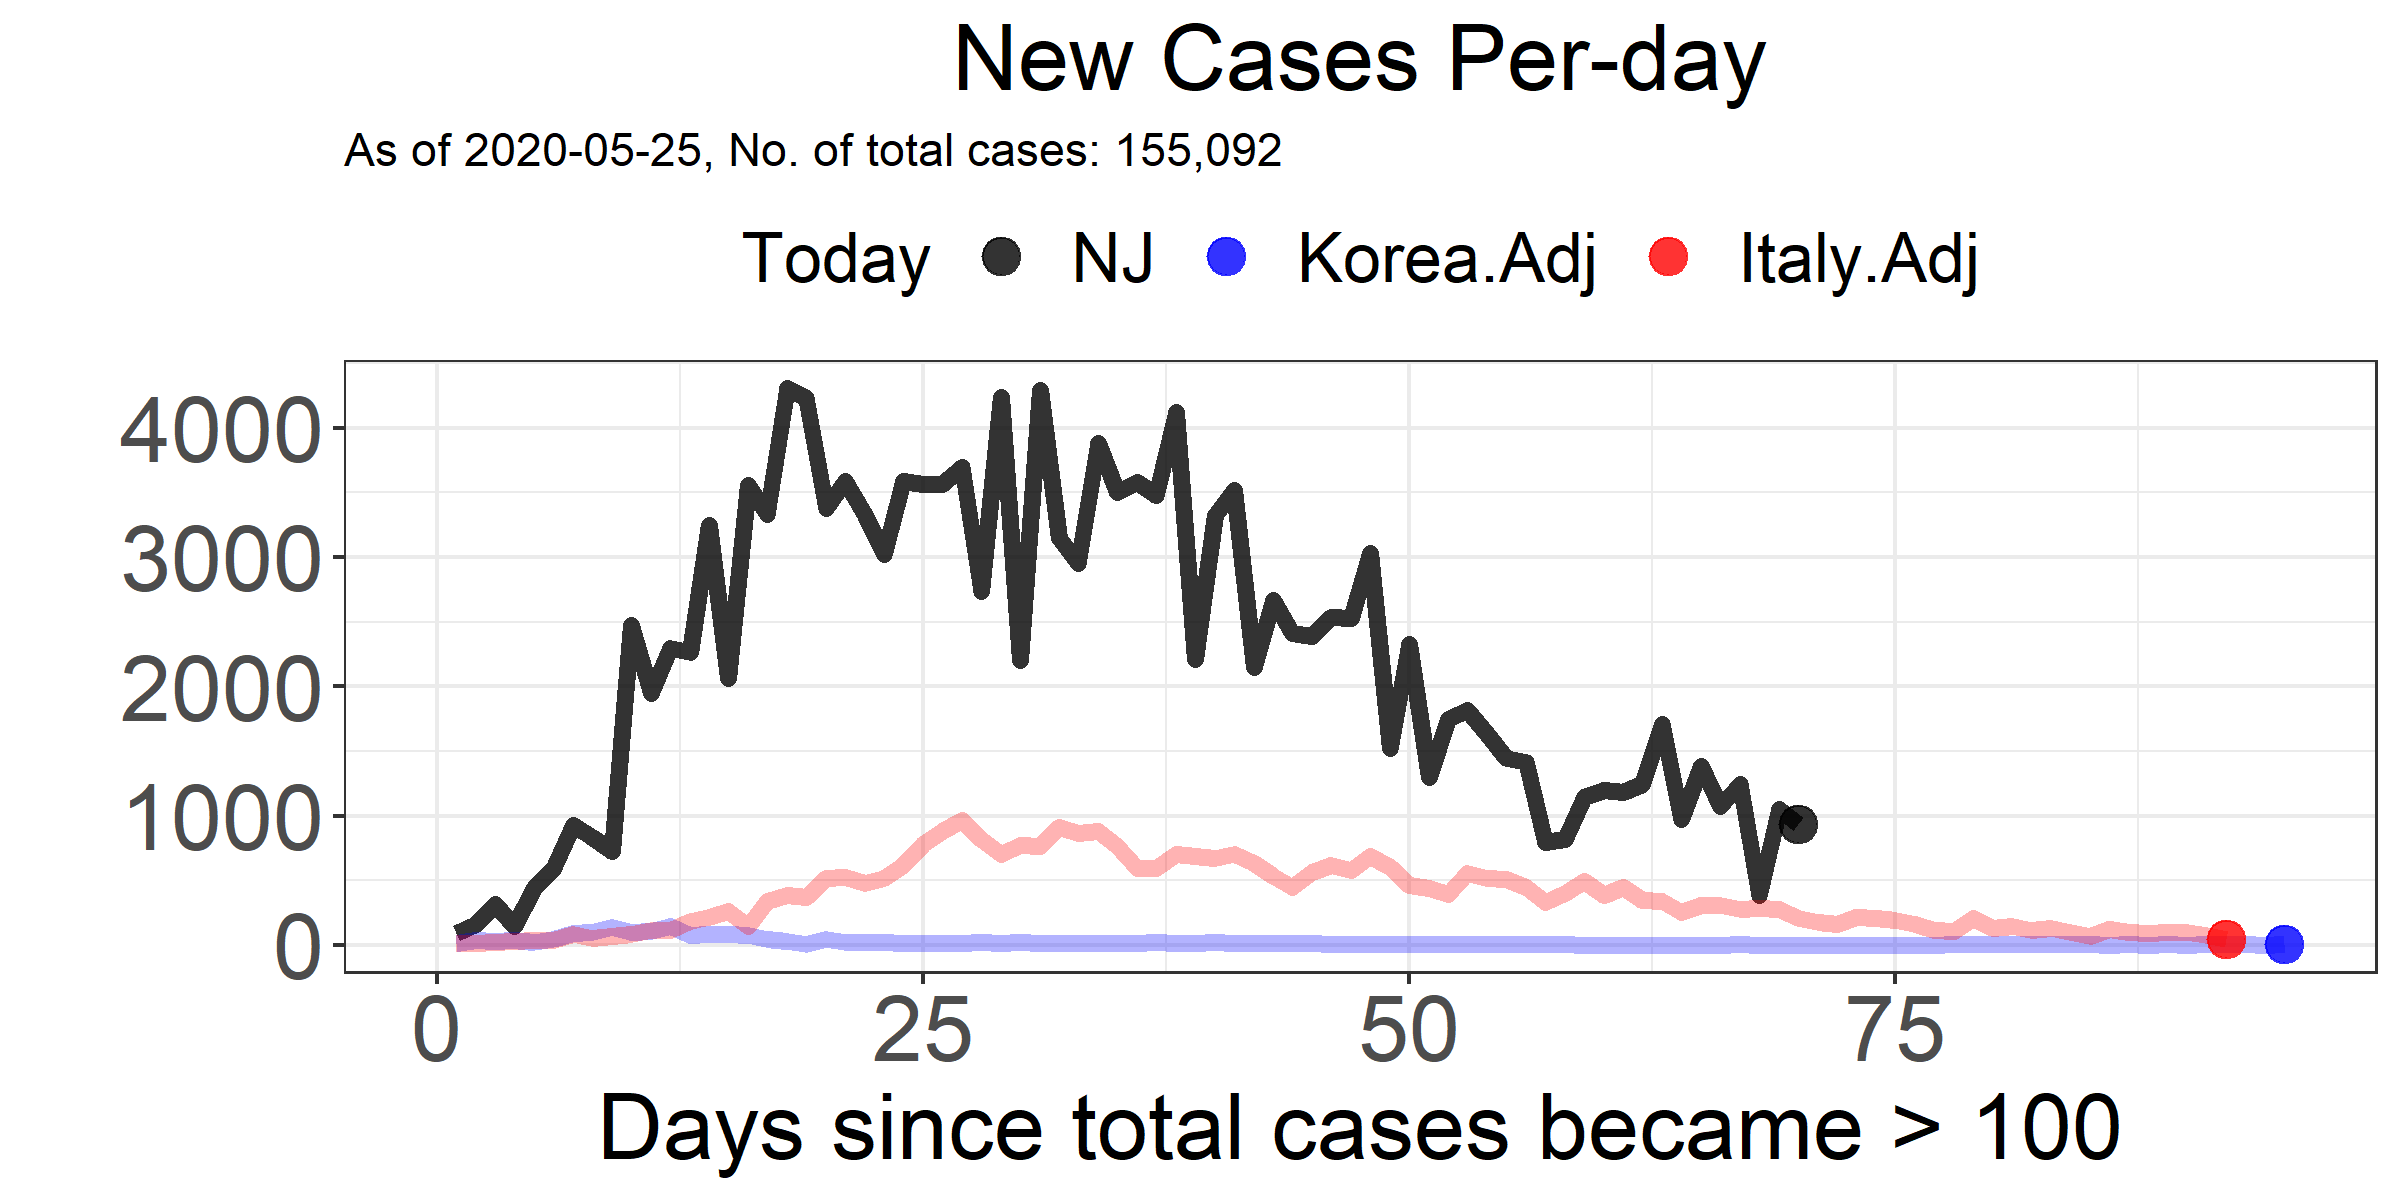 New Cases Per-day
As of 2020-05-25, No. of total cases: 155,092
Today NJ Korea.Adj Italy.Adj
4000
3000
2000
1000
0
0 25 50 75
Days since total cases became > 100